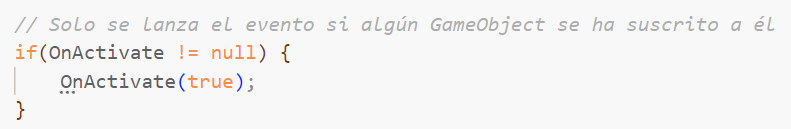 // Solo se lanza el evento si algún GameObject se ha suscrito a él
if(OnActivate != null) {
    OnActivate(true);
}